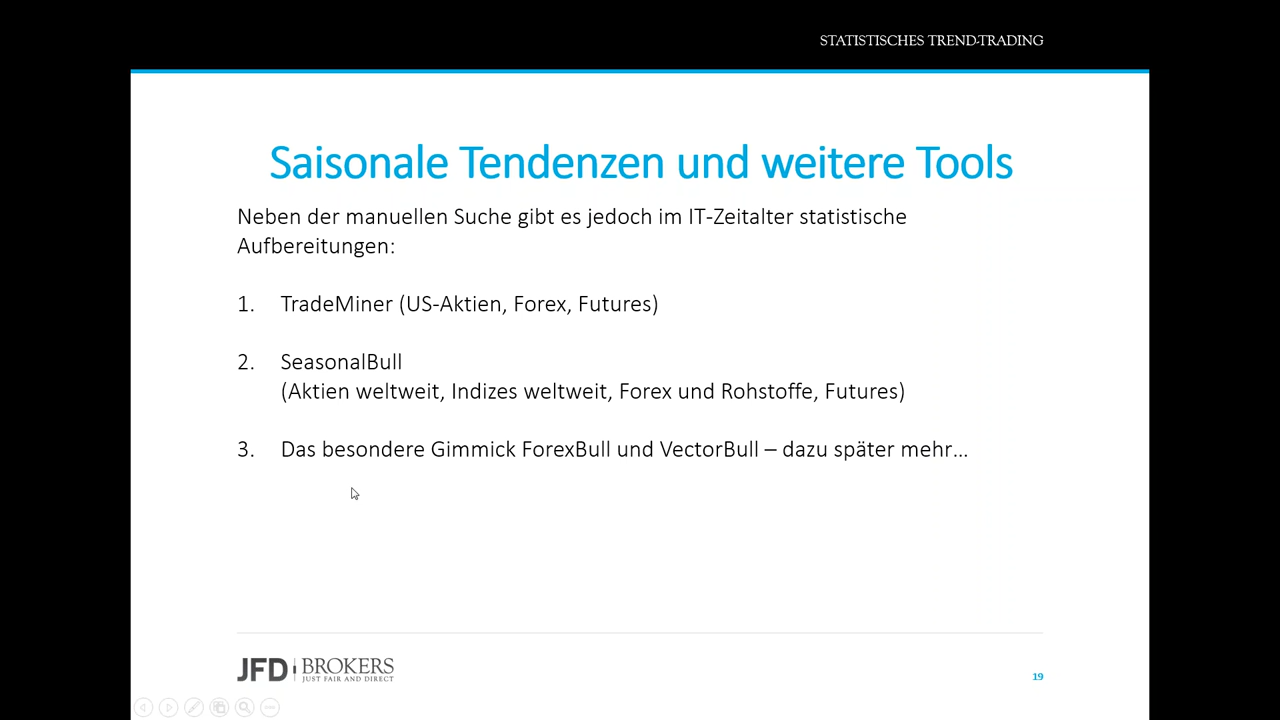 STATISTISCHES TREND-TRADING
Saisonale Tendenzen und weitere Tools
Neben der manuellen Suche gibt es jedoch im IT-Zeitalter statistische
Aufbereitungen:
1. TradeMiner (US-Aktien, Forex, Futures)
2. SeasonalBull
(Aktien weltweit, Indizes weltweit, Forex und Rohstoffe, Futures)
3. Das besondere Gimmick ForexBull und VectorBull – dazu später mehr...
JFD BROKERS
JUST FAIR AND DIRECT
19